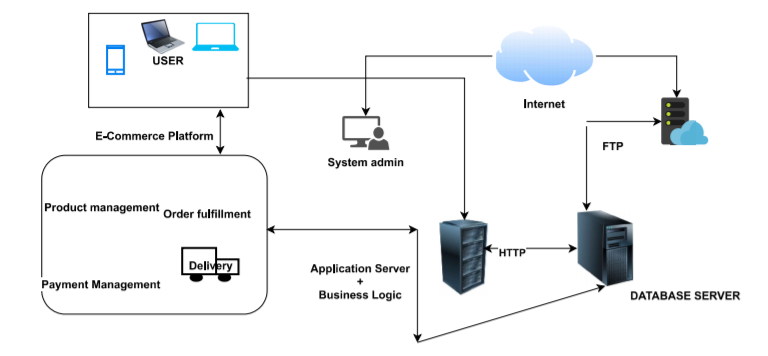 USER
E-Commerce Platform
Internet
System admin
FTP
Product management
Order fulfillment
Delivery
Payment Management
Application Server
+
Business Logic
HTTP
DATABASE SERVER